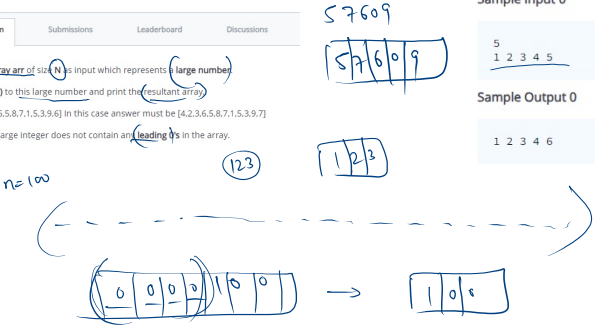 n Submissions Leaderboard Discussions
57609
Sample Input 0
5 7 6 0 9
5
1 2 3 4 5
ay arr of size N as input which represents a large number.
) to this large number and print the resultant array.
5,5,8,7,1,5,3,9,6] In this case answer must be [4,2,3,6,5,8,7,1,5,3,9,7]
Sample Output 0
arge integer does not contain any leading 0's in the array.
1 2 3 4 6
123
1 2 3
n=100
0 0 0 0 1 0 0 → 1 0 0